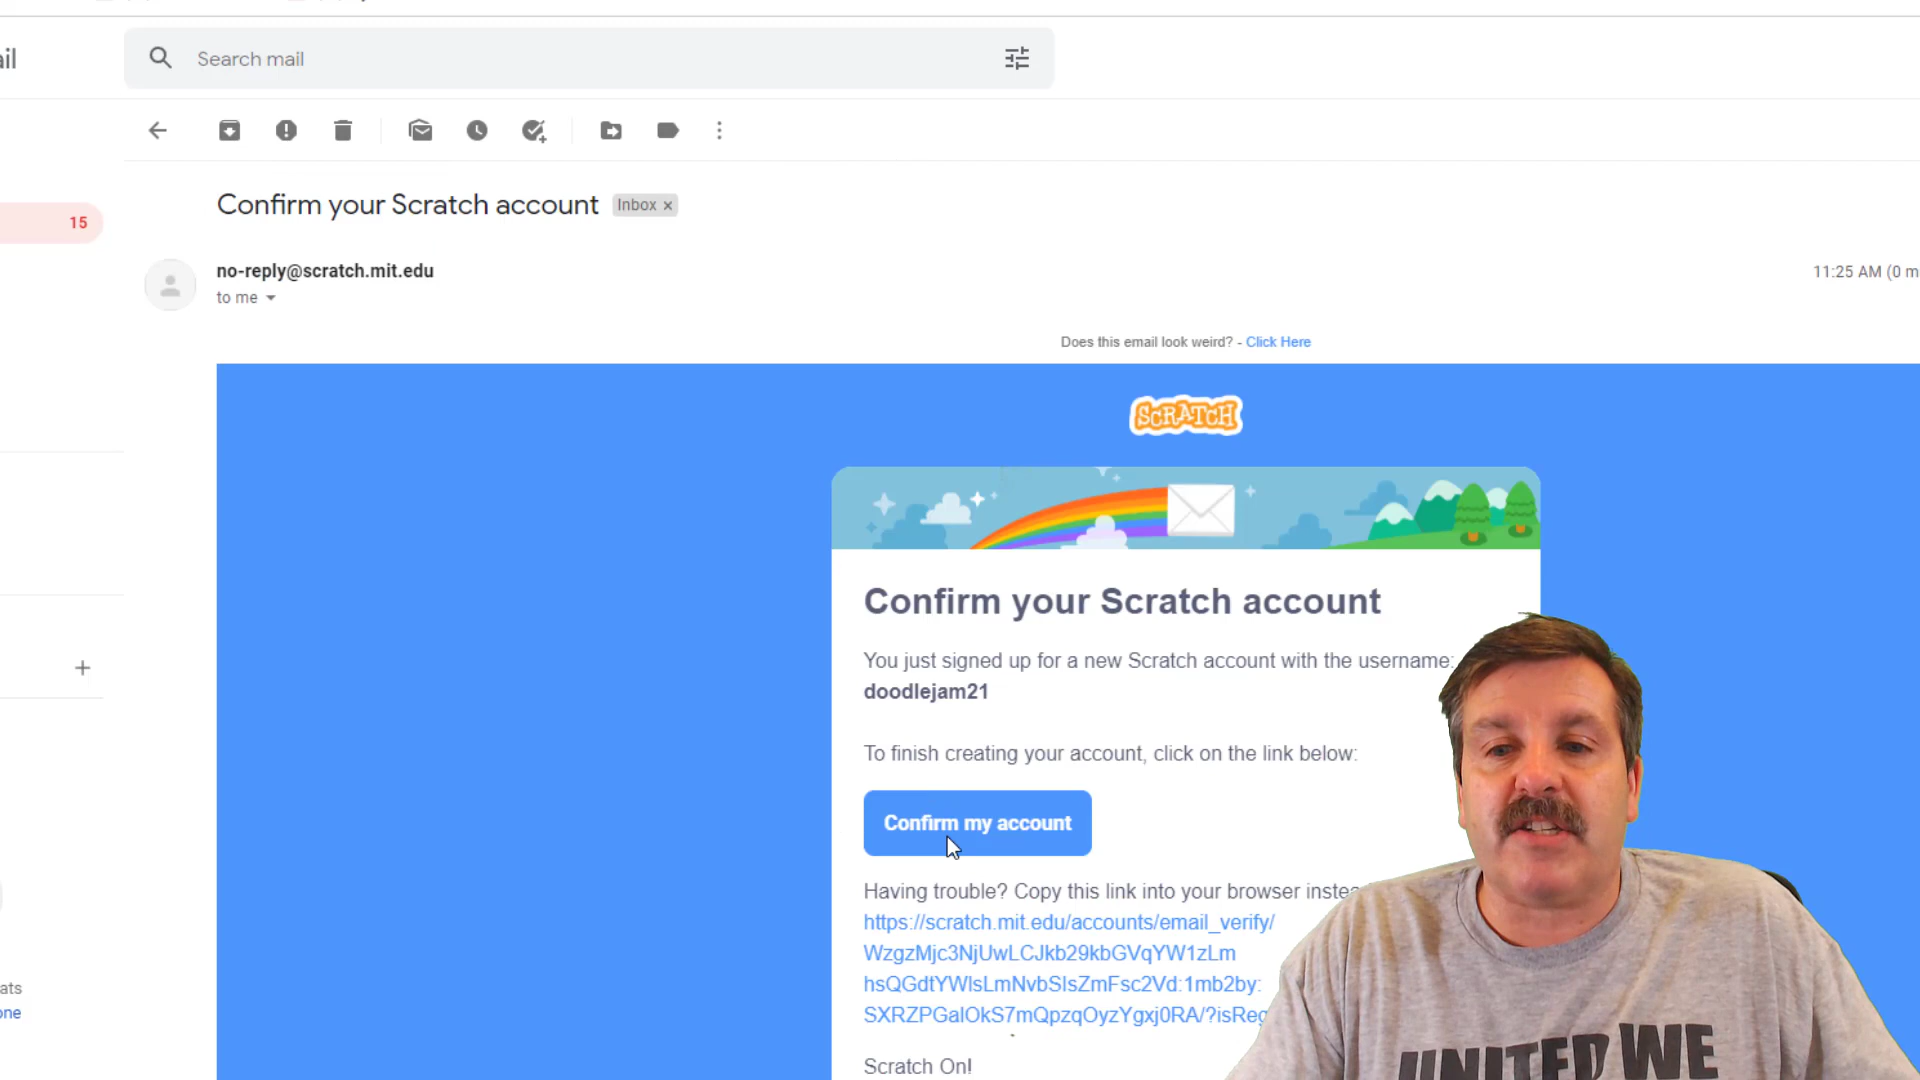 ail
Search mail
Confirm your Scratch account Inbox x
15
no-reply@scratch.mit.edu
11:25 AM (0 m
to me
Does this email look weird? - Click Here
SCRATCH
Confirm your Scratch account
You just signed up for a new Scratch account with the username:
doodlejam21
To finish creating your account, click on the link below:
Confirm my account
Having trouble? Copy this link into your browser inste
https://scratch.mit.edu/accounts/email_verify/
WzgzMjc3NjUwLCJkb29kbGVqYW1zLm
hsQGdtYWlsLmNvbSIsZmFsc2Vd:1mb2by:
SXRZPGalOkS7mQpzqOyzYgxj0RA/?isReg
ats
one
Scratch On!
UNITED WE